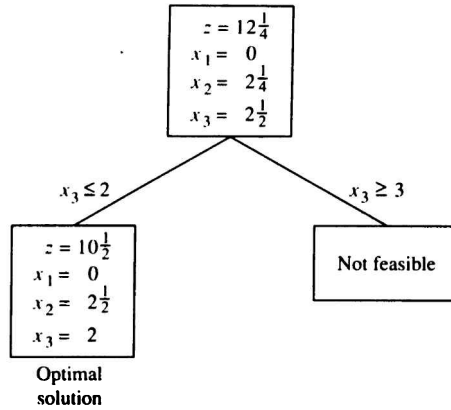 z = 12 1/4
x₁ = 0
x₂ = 2 1/4
x₃ = 2 1/2
x₃ ≤ 2
x₃ ≥ 3
z = 10 1/2
x₁ = 0
x₂ = 2 1/2
x₃ = 2
Not feasible
Optimal
solution